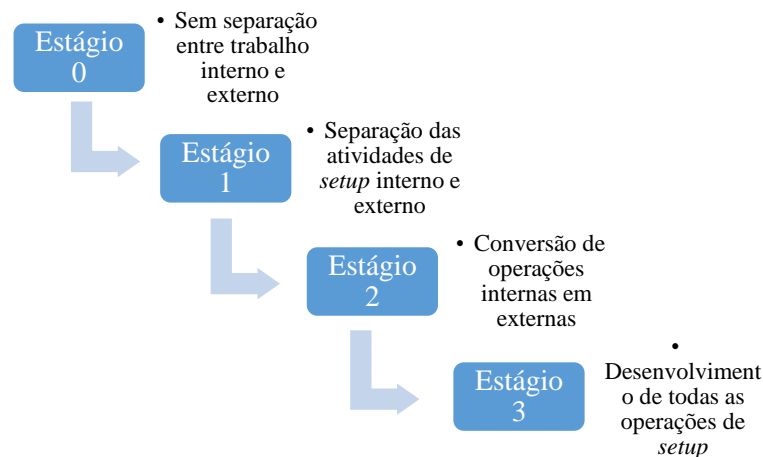 Estágio
0
• Sem separação
entre trabalho
interno e
externo
Estágio
1
• Separação das
atividades de
setup interno e
externo
Estágio
2
• Conversão de
operações
internas em
externas
Estágio
3
•
Desenvolviment
o de todas as
operações de
setup